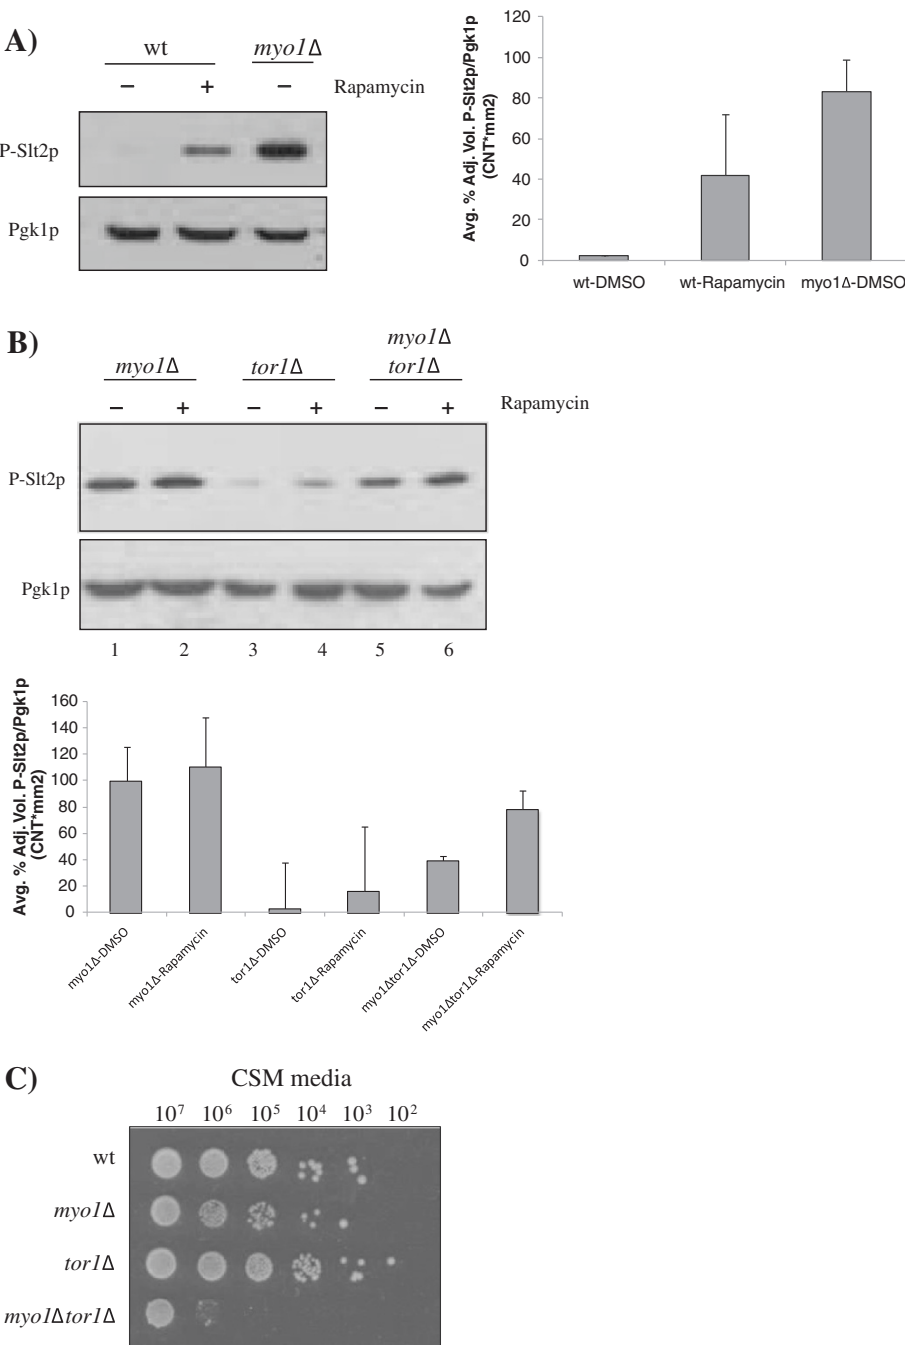 A)
wt
myo1Δ
− + − Rapamycin
P-Slt2p
Pgk1p
Avg. % Adj. Vol. P-Slt2p/Pgk1p
(CNT*mm2)
120
100
80
60
40
20
0
wt-DMSO wt-Rapamycin myo1Δ-DMSO
B)
myo1Δ
myo1Δ tor1Δ tor1Δ
− + − + − + Rapamycin
P-Slt2p
Pgk1p
1 2 3 4 5 6
Avg. % Adj. Vol. P-Slt2p/Pgk1p
(CNT*mm2)
160
140
120
100
80
60
40
20
0
myo1Δ-DMSO
myo1Δ-Rapamycin
tor1Δ-DMSO
tor1Δ-Rapamycin
myo1Δtor1Δ-DMSO
myo1Δtor1Δ-Rapamycin
C)
CSM media
10⁷ 10⁶ 10⁵ 10⁴ 10³ 10²
wt
myo1Δ
tor1Δ
myo1Δtor1Δ